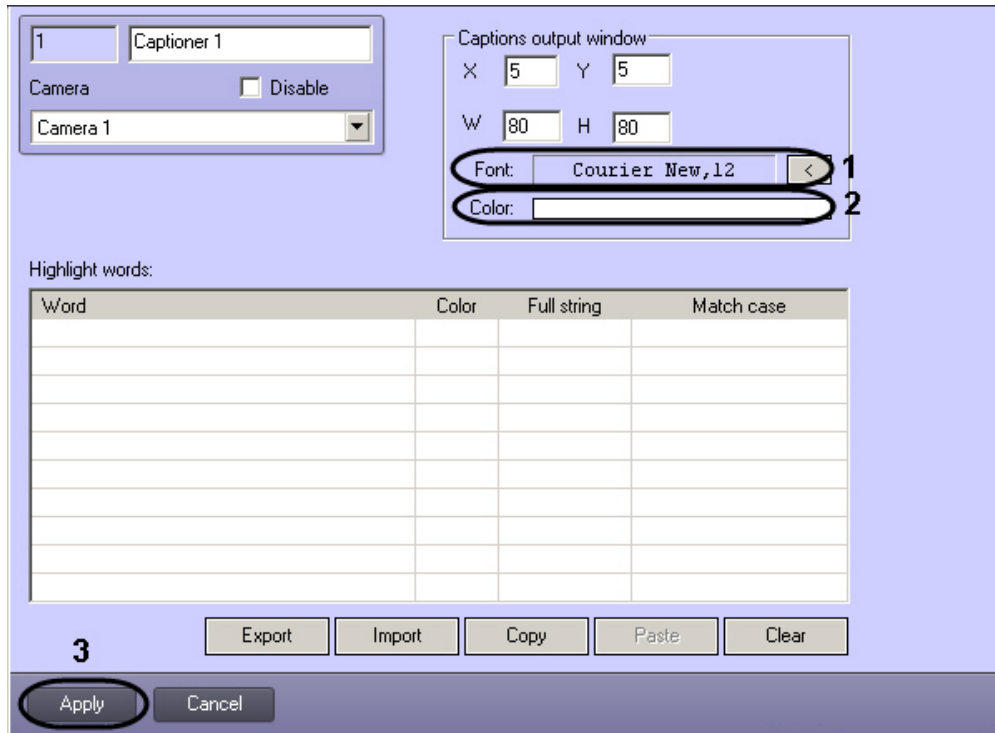 1 Captioner 1
Camera Disable
Camera 1
Captions output window
X 5 Y 5
W 80 H 80
Font: Courier New,12 < 1
Color: 2
Highlight words:
Word Color Full string Match case
Export Import Copy Paste Clear
3
Apply Cancel